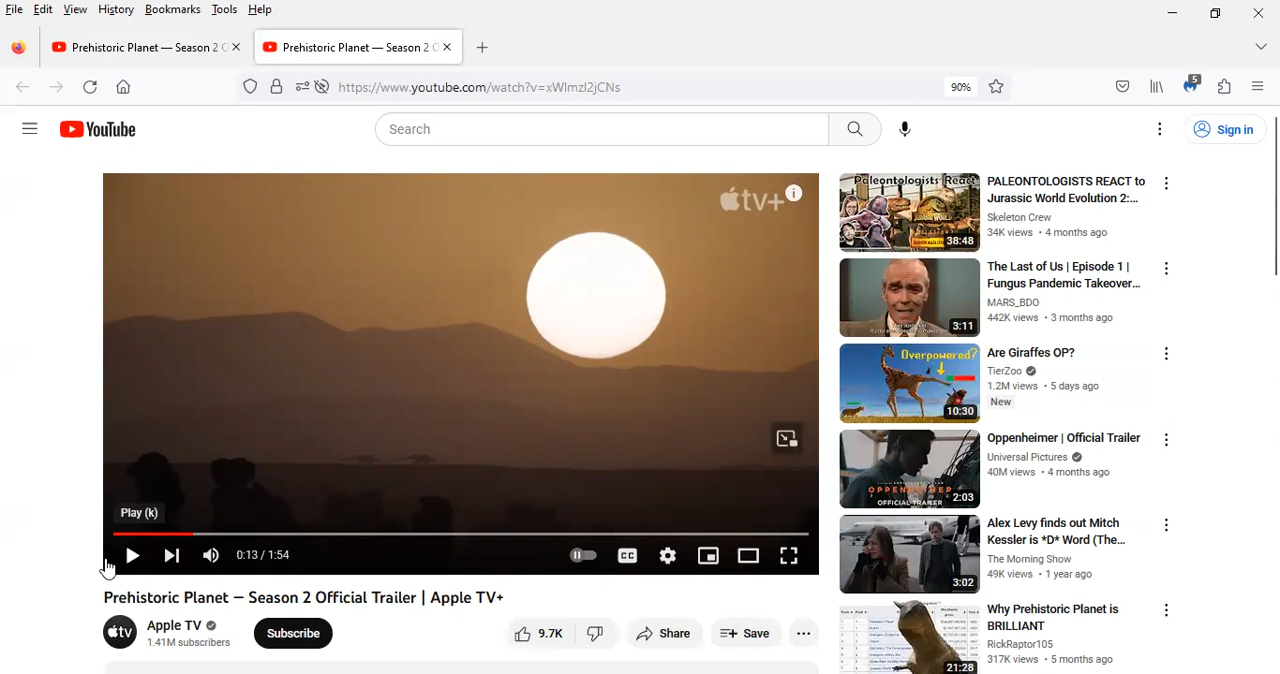 File Edit View History Bookmarks Tools Help
Prehistoric Planet — Season 2
Prehistoric Planet — Season 2
https://www.youtube.com/watch?v=xWlmzI2jCNs
90%
5
YouTube
Search
Sign in
tv+
Play (k)
0:13 / 1:54
CC
Prehistoric Planet — Season 2 Official Trailer | Apple TV+
tv
Apple TV
1.41M subscribers
Subscribe
9.7K
Share
Save
Paleontologists React
38:48
PALEONTOLOGISTS REACT to
Jurassic World Evolution 2:...
Skeleton Crew
34K views • 4 months ago
3:11
The Last of Us | Episode 1 |
Fungus Pandemic Takeover...
MARS_BDO
442K views • 3 months ago
Overpowered?
10:30
Are Giraffes OP?
TierZoo
1.2M views • 5 days ago
New
OPPENHEIMER
OFFICIAL TRAILER
2:03
Oppenheimer | Official Trailer
Universal Pictures
40M views • 4 months ago
3:02
Alex Levy finds out Mitch
Kessler is *D* Word (The...
The Morning Show
49K views • 1 year ago
21:28
Why Prehistoric Planet is
BRILLIANT
RickRaptor105
317K views • 5 months ago